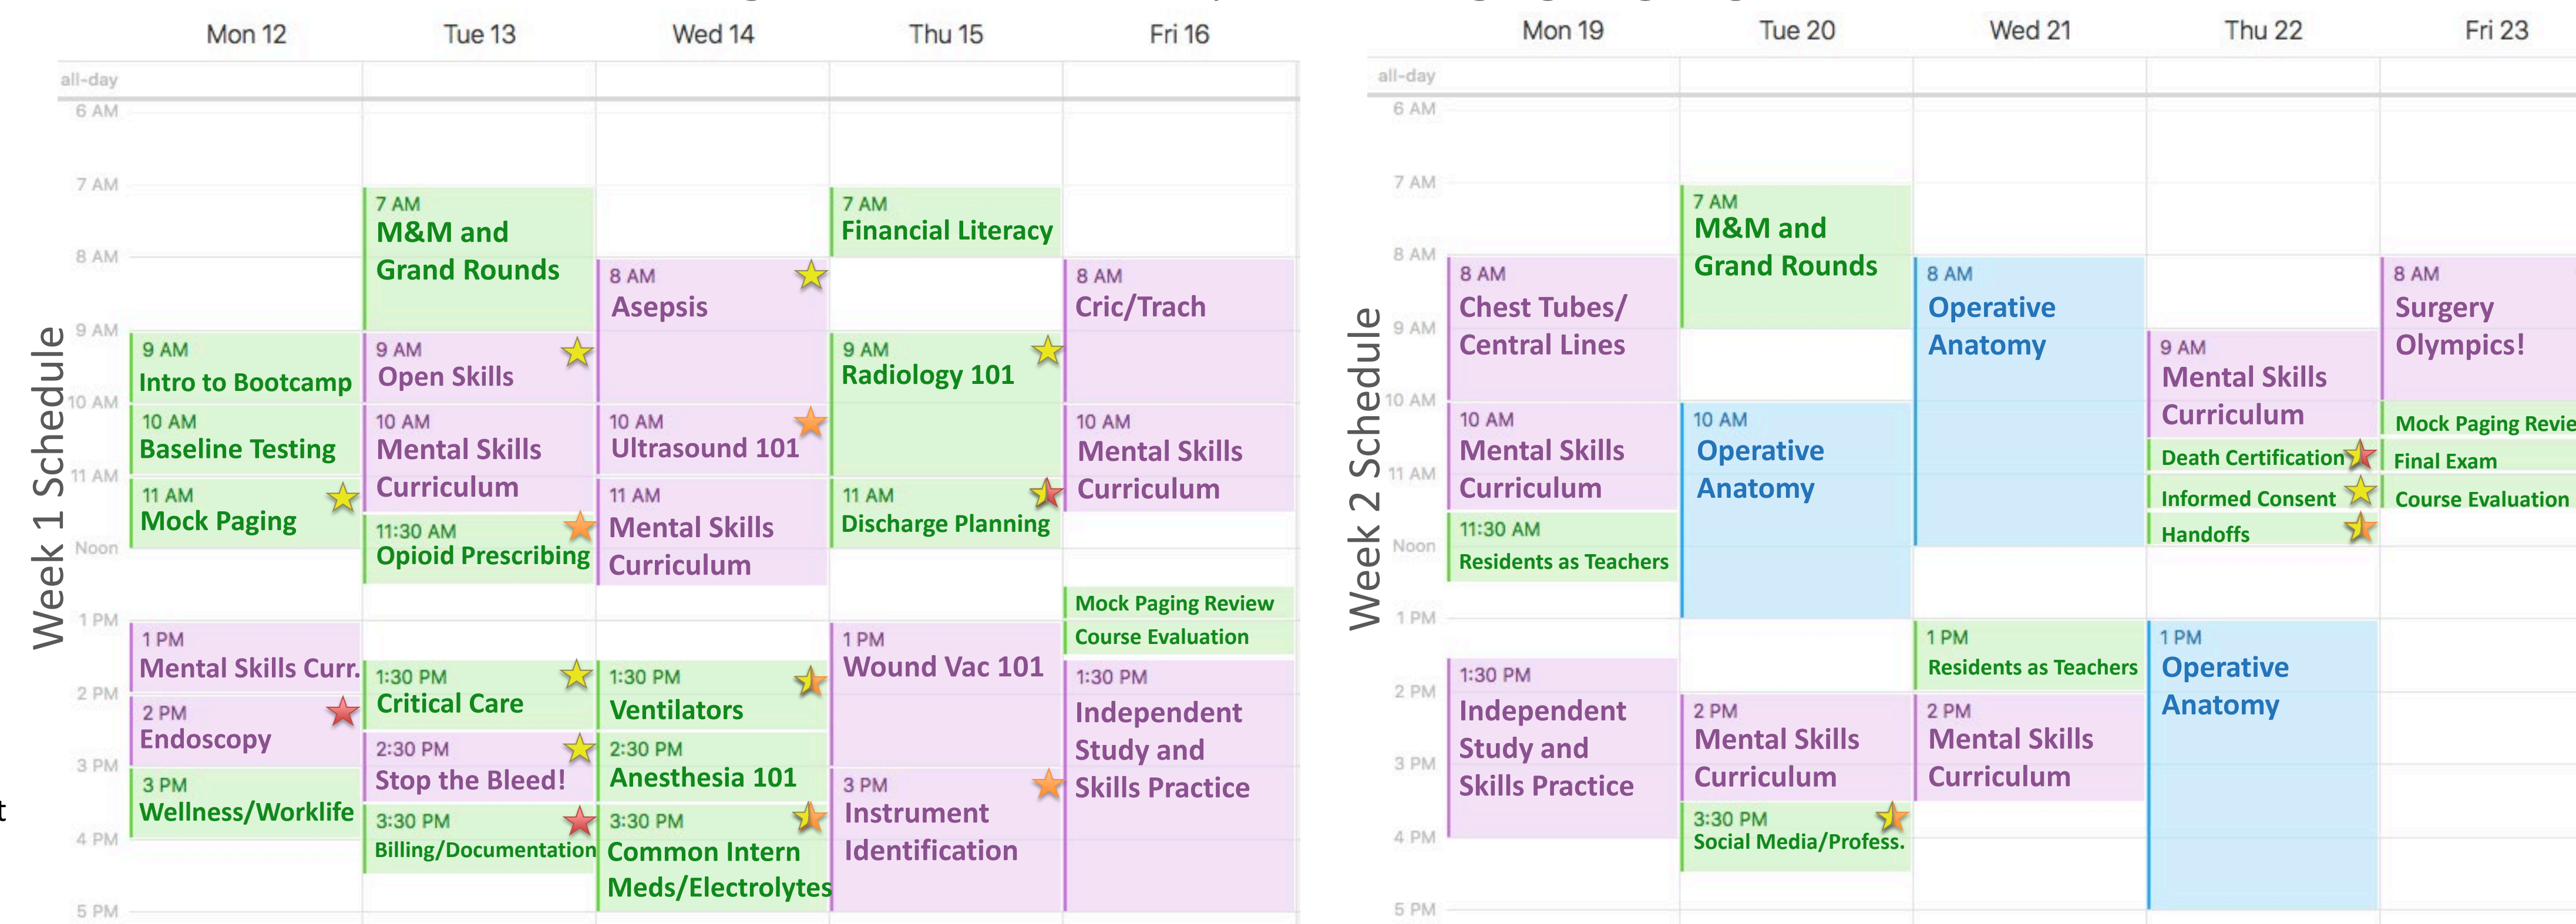 Week 1 Schedule
Mon 12
Tue 13
Wed 14
Thu 15
Fri 16
all-day
6 AM
7 AM
8 AM
9 AM
10 AM
11 AM
Noon
1 PM
2 PM
3 PM
4 PM
5 PM
9 AM
Intro to Bootcamp
10 AM
Baseline Testing
11 AM
Mock Paging
1 PM
Mental Skills Curr.
2 PM
Endoscopy
3 PM
Wellness/Worklife
7 AM
M&M and
Grand Rounds
9 AM
Open Skills
10 AM
Mental Skills
Curriculum
11:30 AM
Opioid Prescribing
1:30 PM
Critical Care
2:30 PM
Stop the Bleed!
3:30 PM
Billing/Documentation
8 AM
Asepsis
10 AM
Ultrasound 101
11 AM
Mental Skills
Curriculum
1:30 PM
Ventilators
2:30 PM
Anesthesia 101
3:30 PM
Common Intern
Meds/Electrolytes
7 AM
Financial Literacy
9 AM
Radiology 101
11 AM
Discharge Planning
1 PM
Wound Vac 101
3 PM
Instrument
Identification
8 AM
Cric/Trach
10 AM
Mental Skills
Curriculum
Mock Paging Review
Course Evaluation
1:30 PM
Independent
Study and
Skills Practice
Week 2 Schedule
Mon 19
Tue 20
Wed 21
Thu 22
Fri 23
all-day
6 AM
7 AM
8 AM
9 AM
10 AM
11 AM
Noon
1 PM
2 PM
3 PM
4 PM
5 PM
8 AM
Chest Tubes/
Central Lines
10 AM
Mental Skills
Curriculum
11:30 AM
Residents as Teachers
1:30 PM
Independent
Study and
Skills Practice
7 AM
M&M and
Grand Rounds
10 AM
Operative
Anatomy
2 PM
Mental Skills
Curriculum
3:30 PM
Social Media/Profess.
8 AM
Operative
Anatomy
1 PM
Residents as Teachers
2 PM
Mental Skills
Curriculum
9 AM
Mental Skills
Curriculum
Death Certification
Informed Consent
Handoffs
1 PM
Operative
Anatomy
8 AM
Surgery
Olympics!
Mock Paging Revie
Final Exam
Course Evaluation